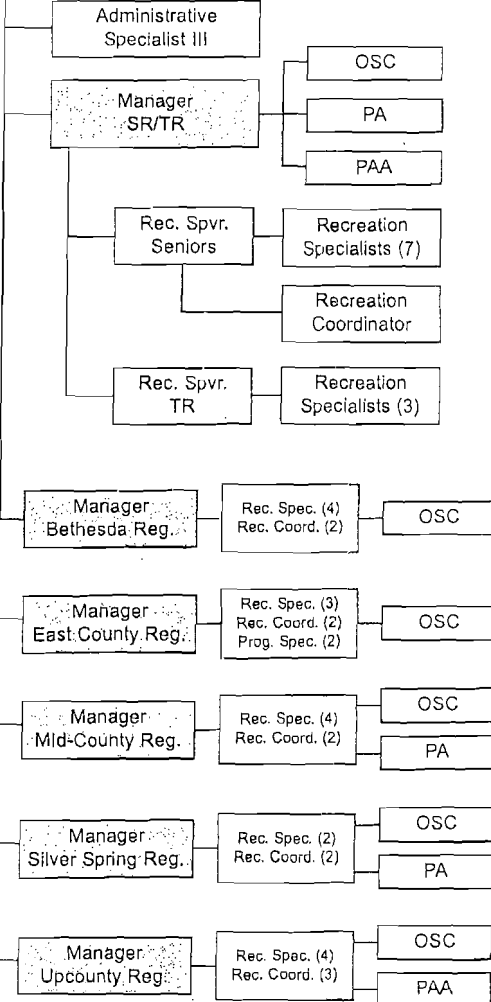 Administrative
Specialist III
Manager
SR/TR
OSC
PA
PAA
Rec. Spvr.
Seniors
Recreation
Specialists (7)
Recreation
Coordinator
Rec. Spvr.
TR
Recreation
Specialists (3)
Manager
Bethesda Reg.
Rec. Spec. (4)
Rec. Coord. (2)
OSC
Manager
East County Reg.
Rec. Spec. (3)
Rec. Coord. (2)
Prog. Spec. (2)
OSC
Manager
Mid-County Reg.
Rec. Spec. (4)
Rec. Coord. (2)
OSC
PA
Manager
Silver Spring Reg.
Rec. Spec. (2)
Rec. Coord. (2)
OSC
PA
Manager
Upcounty Reg.
Rec. Spec. (4)
Rec. Coord. (3)
OSC
PAA